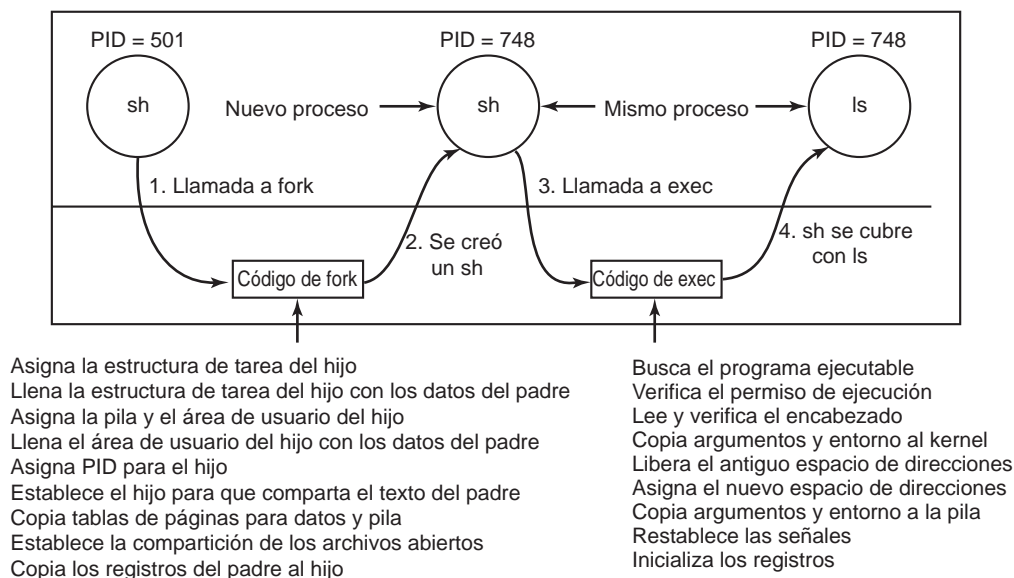 PID = 501
PID = 748
PID = 748
sh
Nuevo proceso
sh
Mismo proceso
ls
1. Llamada a fork
3. Llamada a exec
2. Se creó
un sh
4. sh se cubre
con ls
Código de fork
Código de exec
Asigna la estructura de tarea del hijo
Llena la estructura de tarea del hijo con los datos del padre
Asigna la pila y el área de usuario del hijo
Llena el área de usuario del hijo con los datos del padre
Asigna PID para el hijo
Establece el hijo para que comparta el texto del padre
Copia tablas de páginas para datos y pila
Establece la compartición de los archivos abiertos
Copia los registros del padre al hijo
Busca el programa ejecutable
Verifica el permiso de ejecución
Lee y verifica el encabezado
Copia argumentos y entorno al kernel
Libera el antiguo espacio de direcciones
Asigna el nuevo espacio de direcciones
Copia argumentos y entorno a la pila
Restablece las señales
Inicializa los registros